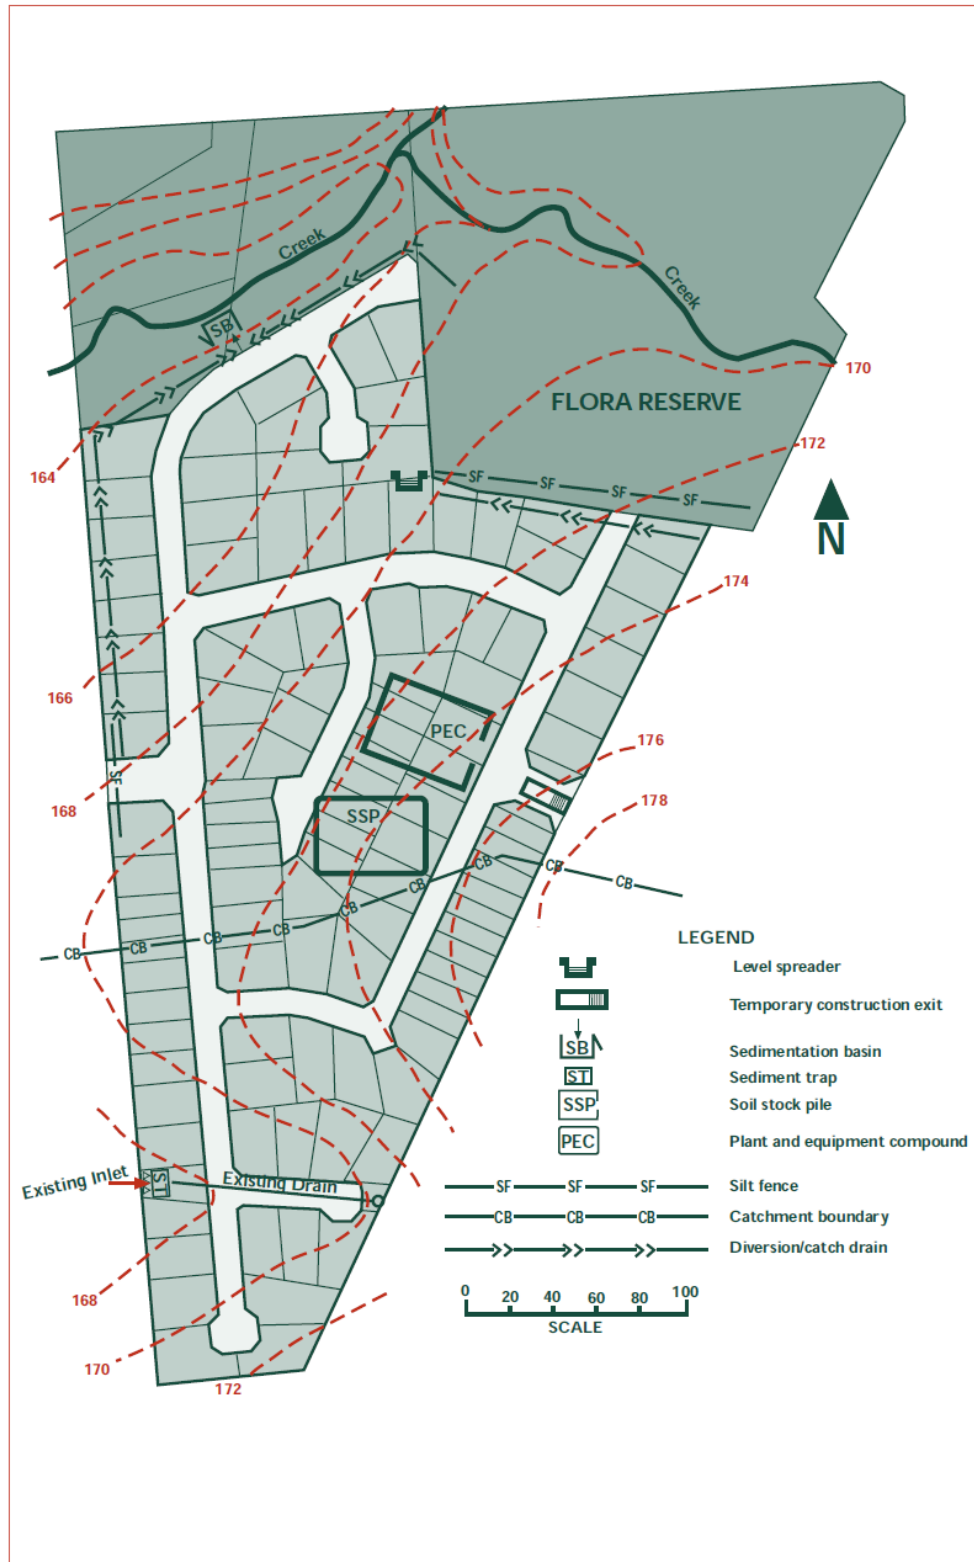 Creek
Creek
SB
170
FLORA RESERVE
172
164
SF
SF
SF
SF
N
174
166
PEC
176
168
SF
SSP
178
CB
CB
CB
CB
CB
CB
CB
CB
CB
LEGEND
Level spreader
Temporary construction exit
SB
Sedimentation basin
ST
Sediment trap
SSP
Soil stock pile
PEC
Plant and equipment compound
Existing Inlet
ST
Existing Drain
SF
SF
SF
Silt fence
CB
CB
CB
Catchment boundary
Diversion/catch drain
168
0 20 40 60 80 100
SCALE
170
172